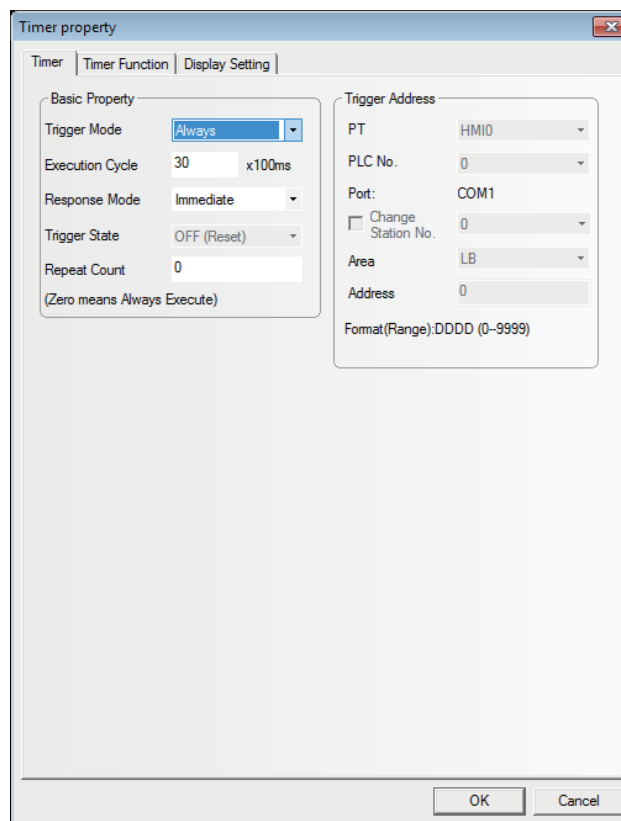 Timer property
Timer Timer Function Display Setting
Basic Property
Trigger Mode Always
Execution Cycle 30 x100ms
Response Mode Immediate
Trigger State OFF (Reset)
Repeat Count 0
(Zero means Always Execute)
Trigger Address
PT HMI0
PLC No. 0
Port: COM1
Change
Station No. 0
Area LB
Address 0
Format(Range):DDDD (0--9999)
OK Cancel